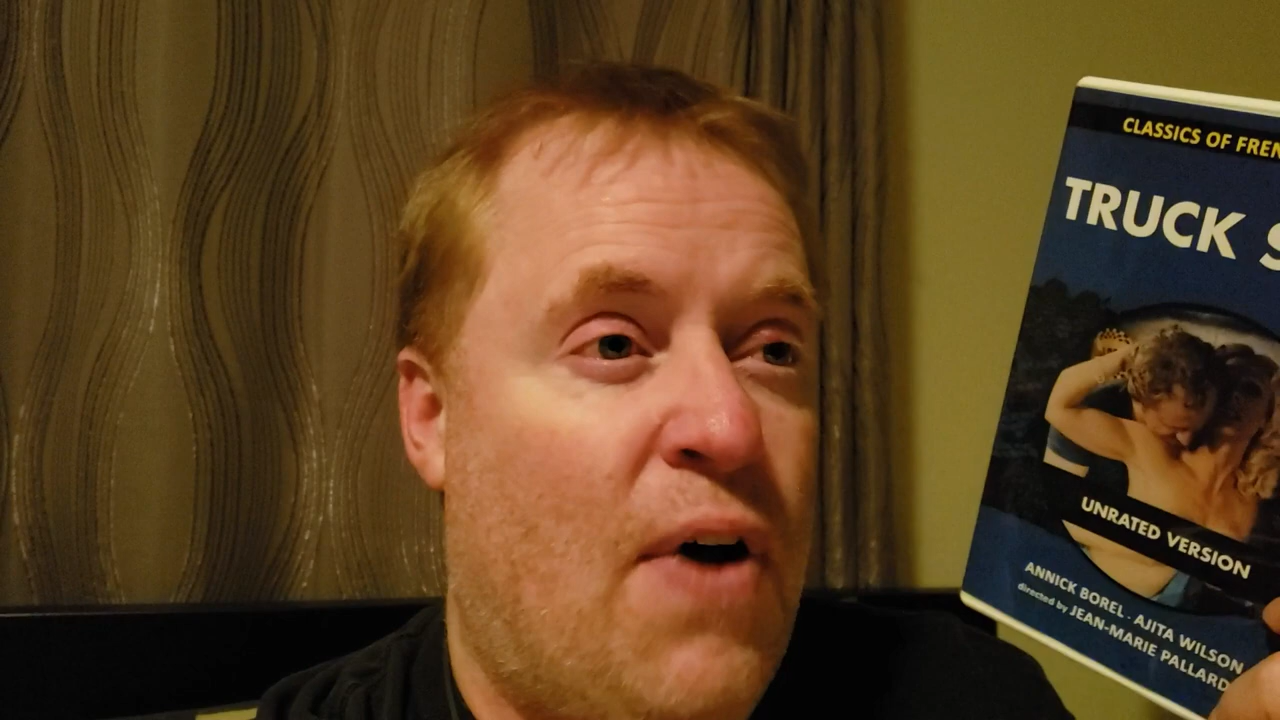 CLASSICS OF FREN
TRUCK S
UNRATED VERSION
ANNICK BOREL · AJITA WILSON
directed by JEAN-MARIE PALLARD